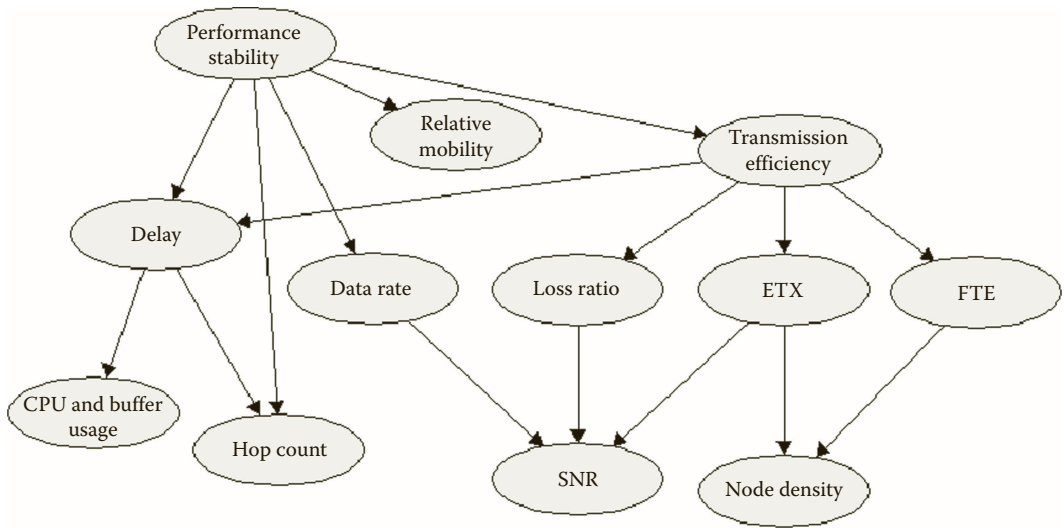 Performance
stability
Relative
mobility
Transmission
efficiency
Delay
Data rate
Loss ratio
ETX
FTE
CPU and buffer
usage
Hop count
SNR
Node density